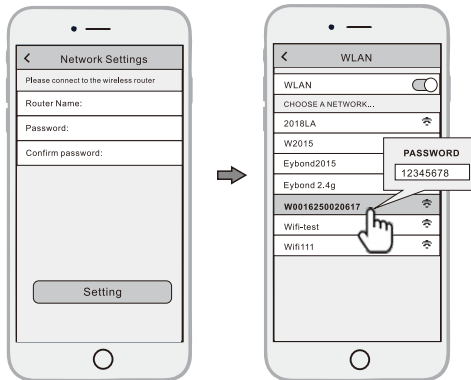 Network Settings
Please connect to the wireless router
Router Name:
Password:
Confirm password:
Setting
WLAN
WLAN
CHOOSE A NETWORK...
2018LA
W2015
Eybond2015
Eybond 2.4g
W0016250020617
Wifi-test
Wifi111
PASSWORD
12345678